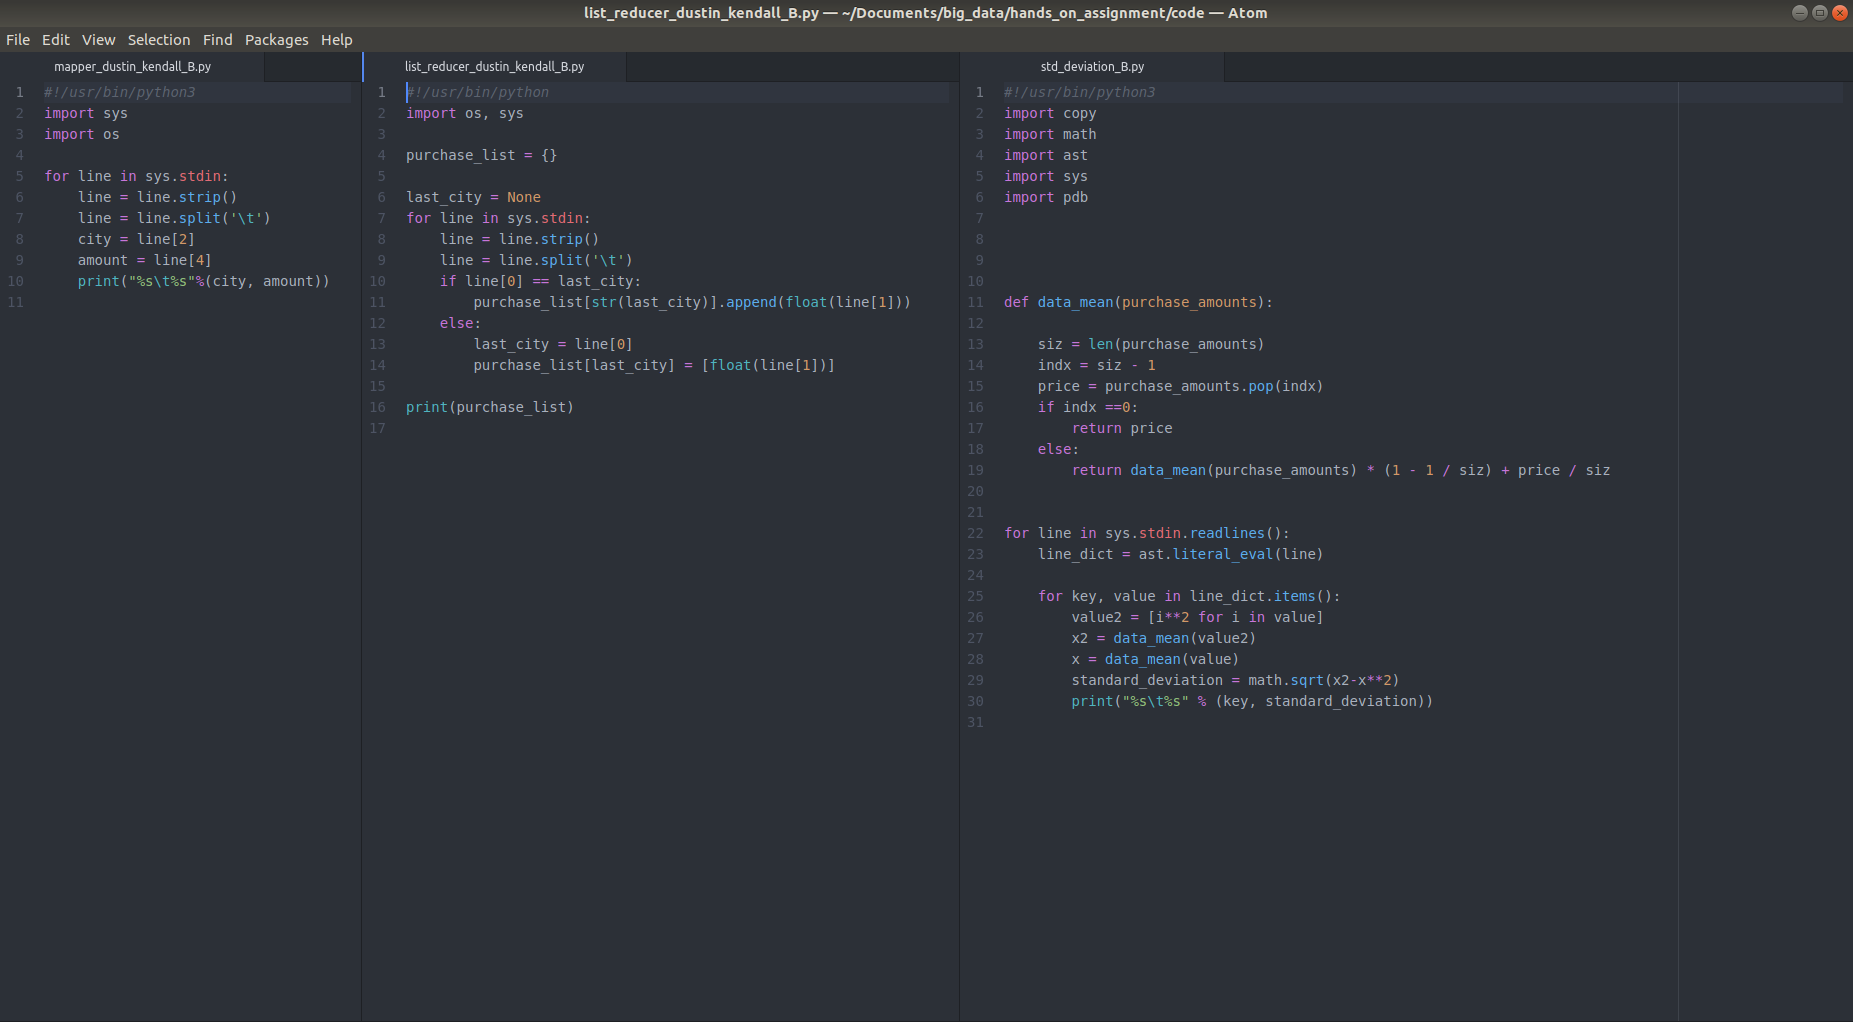 list_reducer_dustin_kendall_B.py — ~/Documents/big_data/hands_on_assignment/code — Atom
File Edit View Selection Find Packages Help
mapper_dustin_kendall_B.py
1 #!/usr/bin/python3
2 import sys
3 import os
4
5 for line in sys.stdin:
6     line = line.strip()
7     line = line.split('\t')
8     city = line[2]
9     amount = line[4]
10     print("%s\t%s"%(city, amount))
11
list_reducer_dustin_kendall_B.py
1 #!/usr/bin/python
2 import os, sys
3
4 purchase_list = {}
5
6 last_city = None
7 for line in sys.stdin:
8     line = line.strip()
9     line = line.split('\t')
10     if line[0] == last_city:
11         purchase_list[str(last_city)].append(float(line[1]))
12     else:
13         last_city = line[0]
14         purchase_list[last_city] = [float(line[1])]
15
16 print(purchase_list)
17
std_deviation_B.py
1 #!/usr/bin/python3
2 import copy
3 import math
4 import ast
5 import sys
6 import pdb
7
8
9
10
11 def data_mean(purchase_amounts):
12
13     siz = len(purchase_amounts)
14     indx = siz - 1
15     price = purchase_amounts.pop(indx)
16     if indx ==0:
17         return price
18     else:
19         return data_mean(purchase_amounts) * (1 - 1 / siz) + price / siz
20
21
22 for line in sys.stdin.readlines():
23     line_dict = ast.literal_eval(line)
24
25     for key, value in line_dict.items():
26         value2 = [i**2 for i in value]
27         x2 = data_mean(value2)
28         x = data_mean(value)
29         standard_deviation = math.sqrt(x2-x**2)
30         print("%s\t%s" % (key, standard_deviation))
31